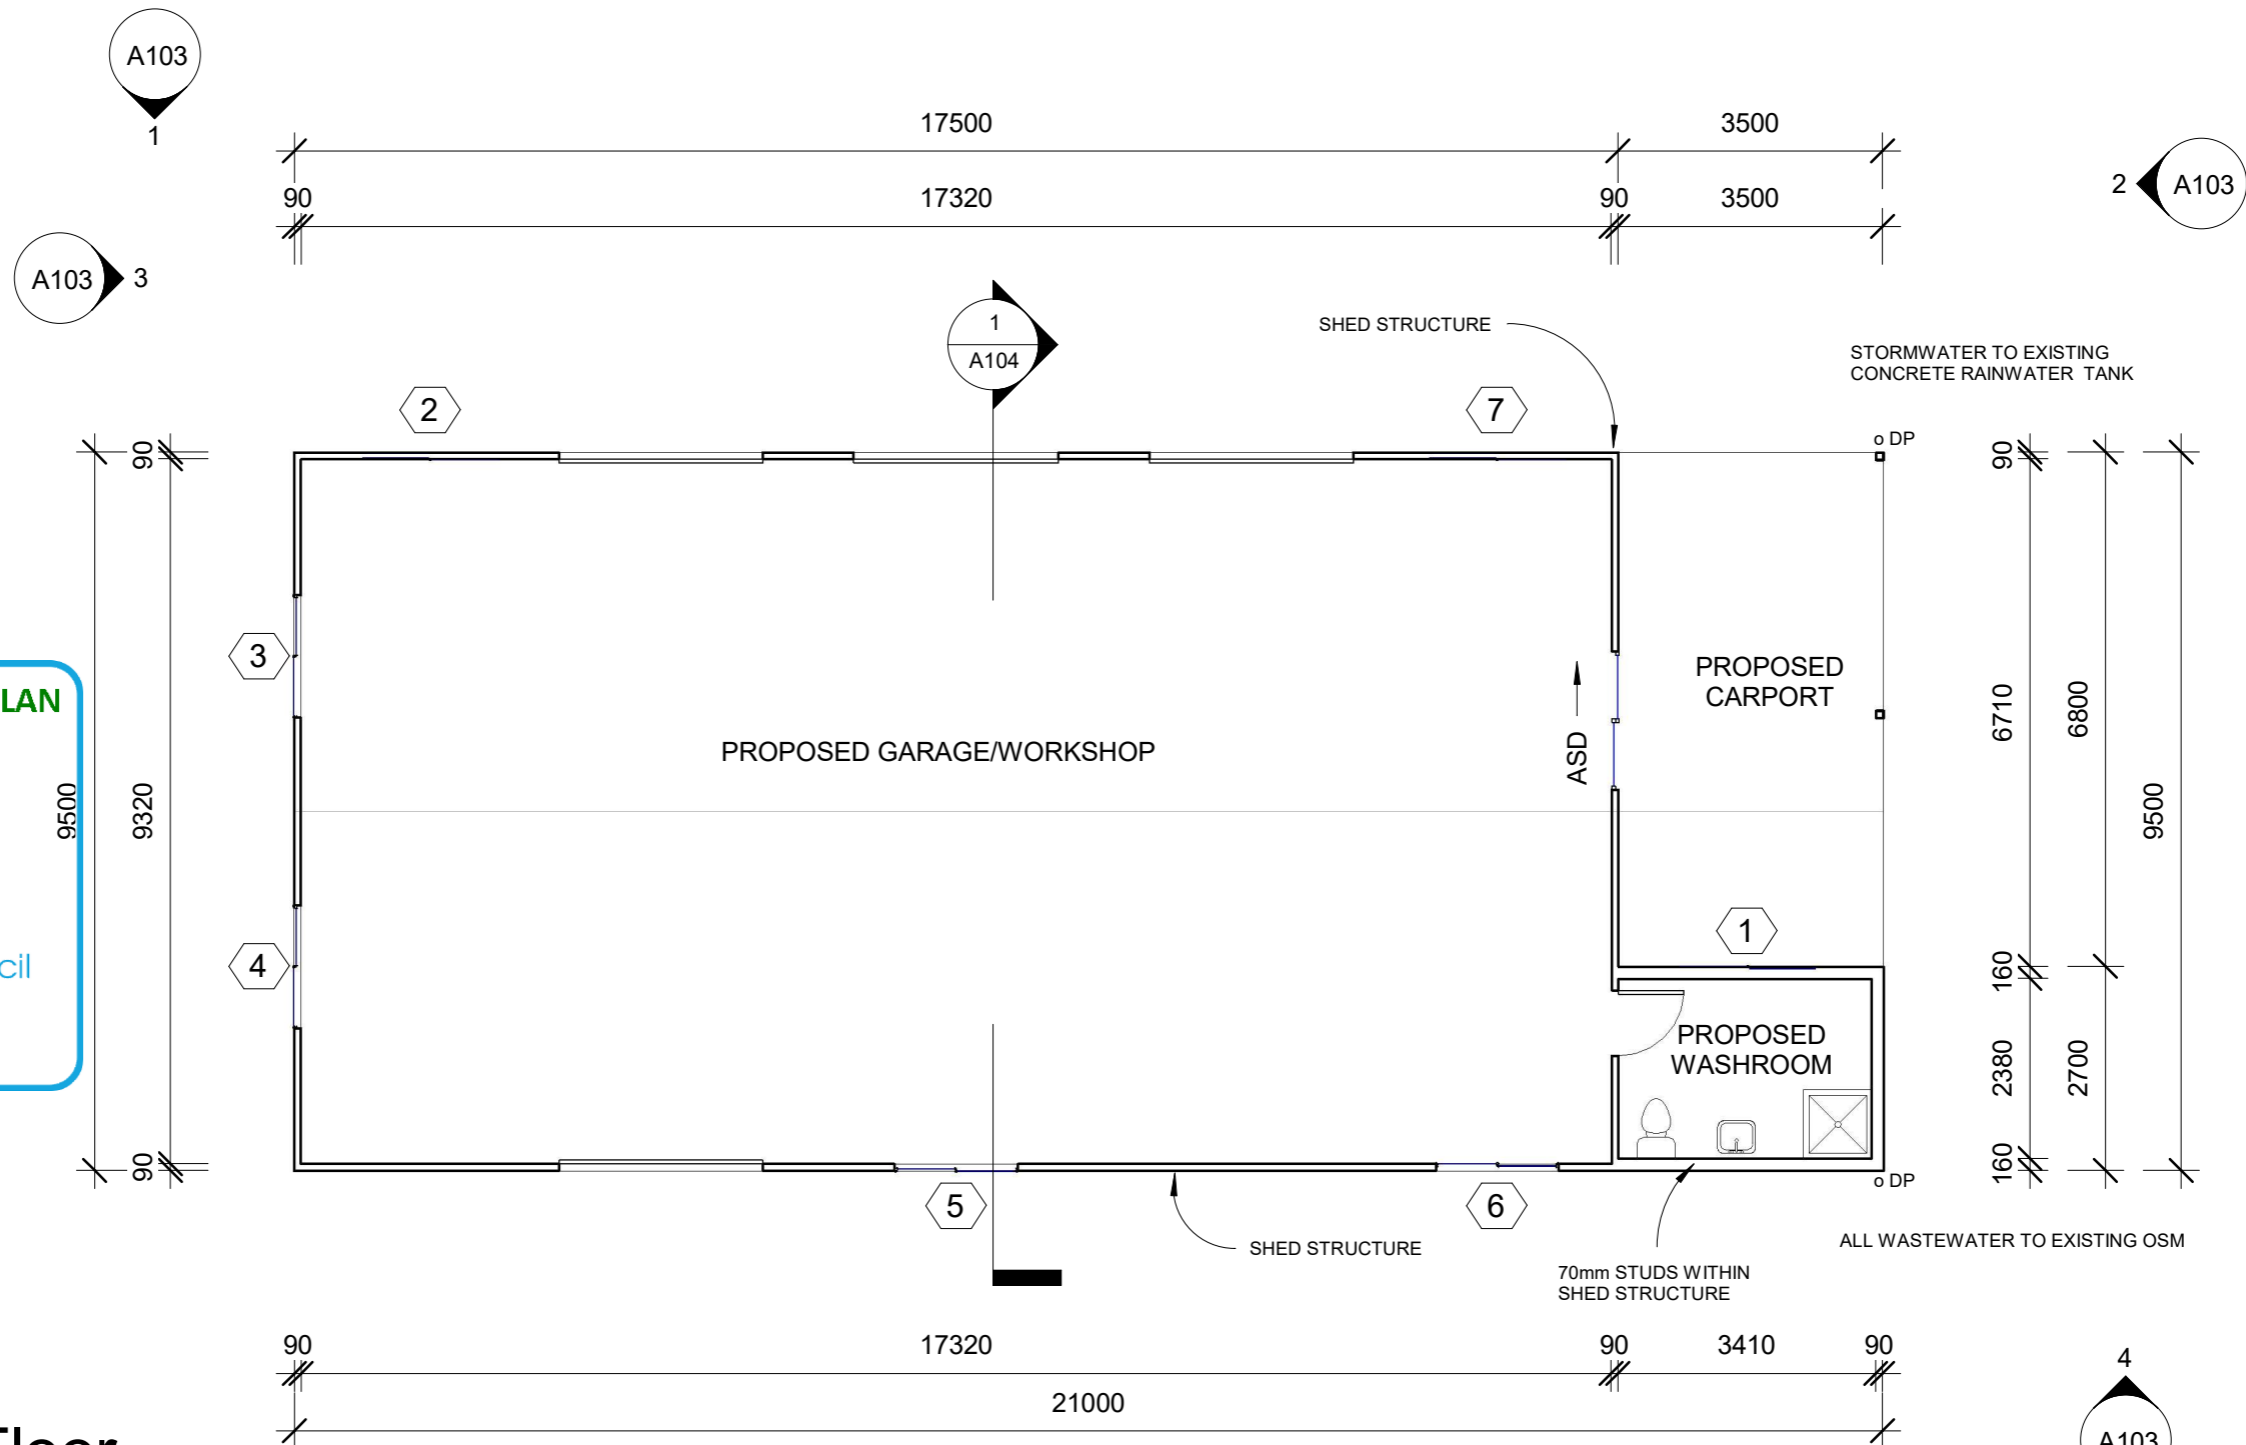 A103
1
17500
3500
90
17320
90
3500
2
A103
A103
3
1
A104
SHED STRUCTURE
STORMWATER TO EXISTING
CONCRETE RAINWATER TANK
2
7
o DP
90
90
3
LAN
PROPOSED
CARPORT
6710
6800
PROPOSED GARAGE/WORKSHOP
ASD
9500
9320
9500
4
cil
1
160
PROPOSED
WASHROOM
2380
2700
90
160
o DP
5
6
SHED STRUCTURE
ALL WASTEWATER TO EXISTING OSM
70mm STUDS WITHIN
SHED STRUCTURE
90
17320
90
3410
90
21000
4
A103
Floor